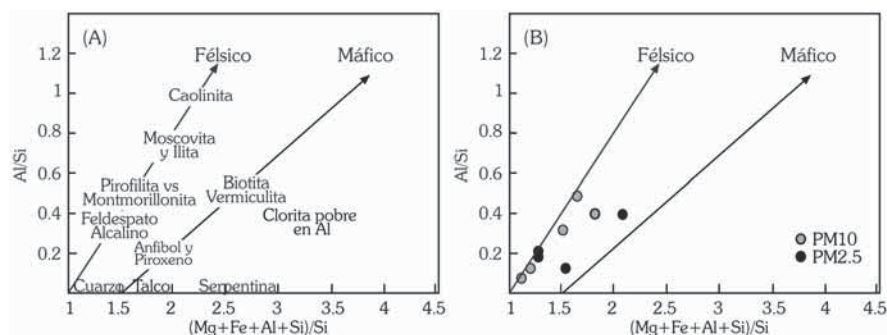 (A)
Félsico
Máfico
Caolinita
Moscovita
y Ilita
Pirofilita vs
Montmorillonita
Biotita
Vermiculita
Feldespato
Alcalino
Clorita pobre
en Al
Anfibol y
Piroxeno
Cuarzo
Talco
Serpentina
Al/Si
1.2
1
0.8
0.6
0.4
0.2
1
1.5
2
2.5
3
3.5
4
4.5
(Mg+Fe+Al+Si)/Si
(B)
Félsico
Máfico
PM10
PM2.5
Al/Si
1.2
1
0.8
0.6
0.4
0.2
1
1.5
2
2.5
3
3.5
4
4.5
(Mg+Fe+Al+Si)/Si